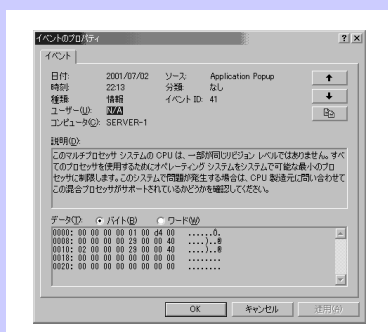 イベントのプロパティ
イベント
日付: 2001/07/02 ソース: Application Popup
時刻: 22:13 分類: なし
種類: 情報 イベント ID: 41
ユーザー(U): N/A
コンピュータ(C): SERVER-1
説明(D):
このマルチプロセッサ システムの CPU は、一部が同じリビジョン レベルではありません。すべ
てのプロセッサを使用するためにオペレーティング システムをシステムで可能な最小のプロ
セッサに制限します。このシステムで問題が発生する場合は、CPU 製造元に問い合わせて
この混合プロセッサがサポートされているかどうかを確認してください。
データ(T): バイト(B) ワード(W)
0000: 00 00 00 00 01 00 d4 00 ......Ô.
0008: 00 00 00 00 29 00 00 40 ....)..@
0010: 02 00 00 00 29 00 00 40 ....)..@
0018: 00 00 00 00 00 00 00 00 ........
0020: 00 00 00 00 00 00 00 00 ........
OK キャンセル 適用(A)